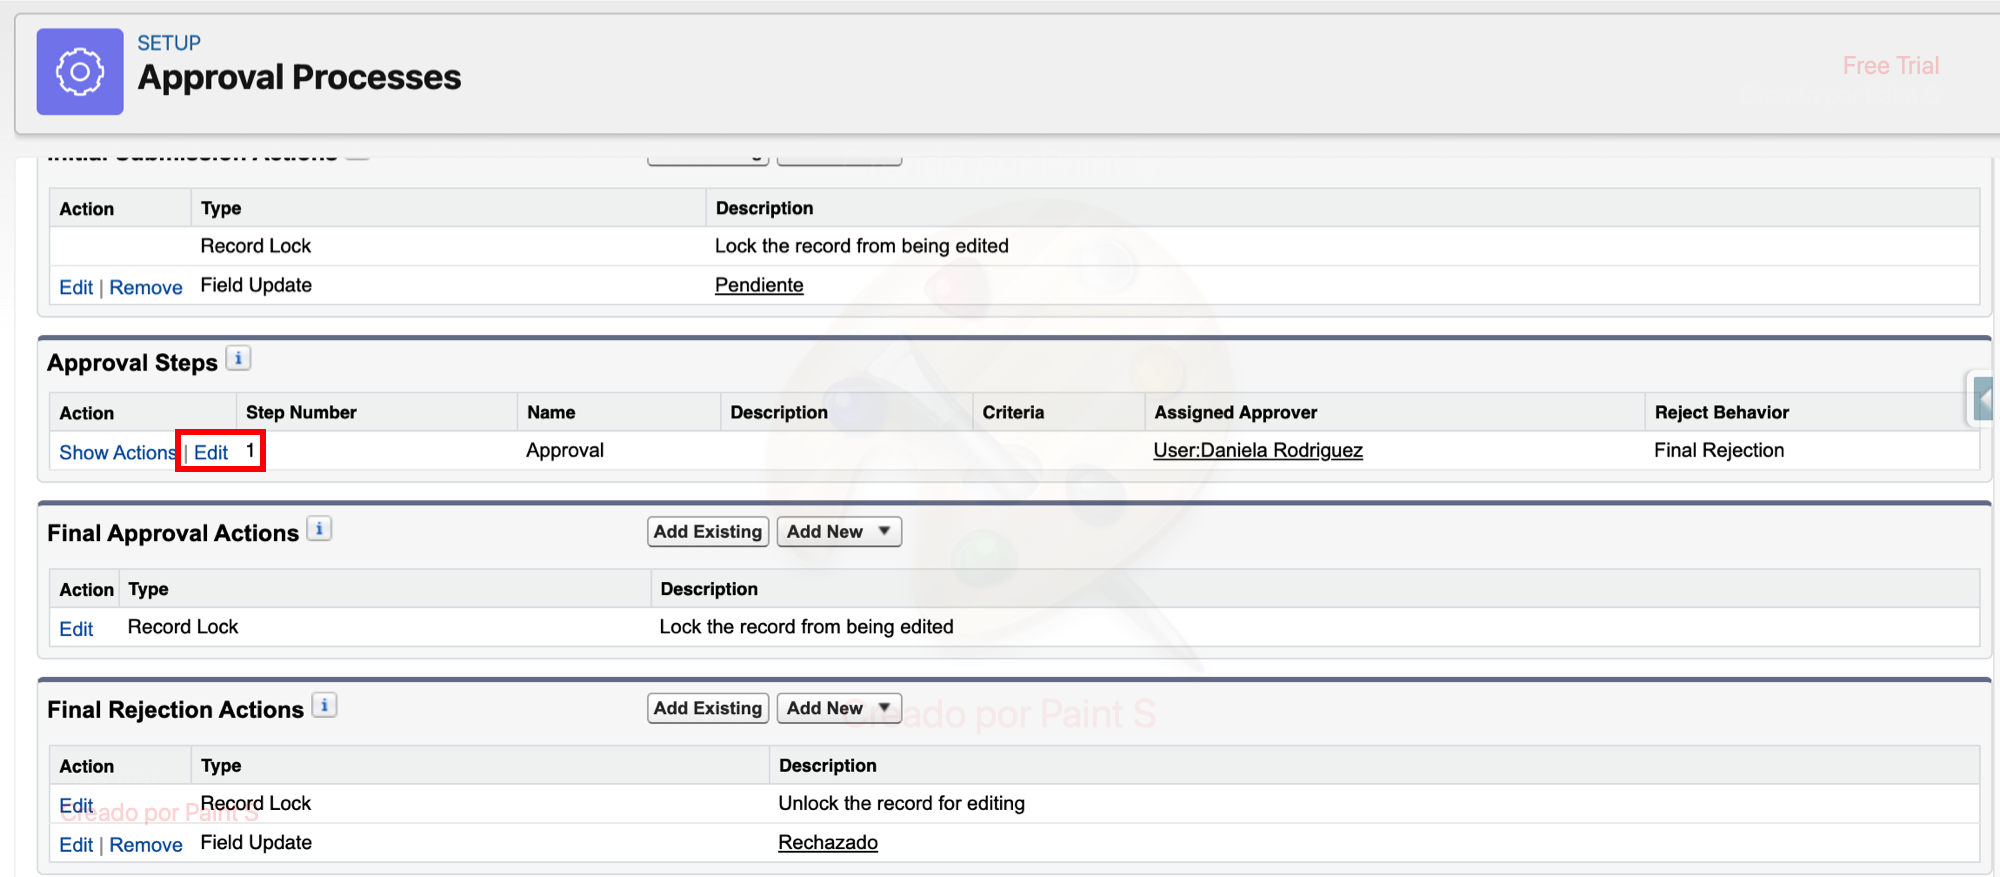 SETUP
Approval Processes
Free Trial
Initial Submission Actions
Action Type Description
Record Lock Lock the record from being edited
Edit | Remove Field Update Pendiente
Approval Steps i
Action Step Number Name Description Criteria Assigned Approver Reject Behavior
Show Actions | Edit 1 Approval User:Daniela Rodriguez Final Rejection
Final Approval Actions i Add Existing Add New
Action Type Description
Edit Record Lock Lock the record from being edited
Final Rejection Actions i Add Existing Add New
Creado por Paint S
Action Type Description
Edit Record Lock Unlock the record for editing
Creado por Paint S
Edit | Remove Field Update Rechazado